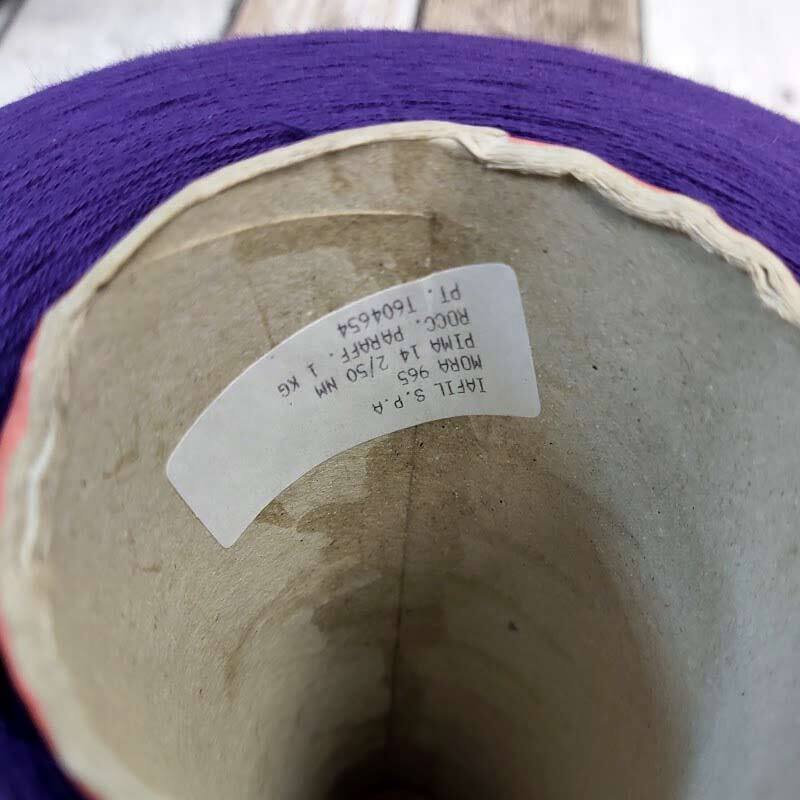 IAFIL S.P.A
MORA 965
PIMA 14 2/50 NM
ROCC. PARAFF. 1 KG
PT. T604654